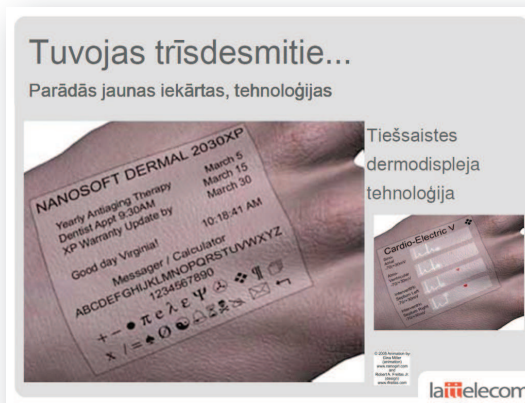 Tuvojas trīsdesmitie...
Parādās jaunas iekārtas, tehnoloģijas
NANOSOFT DERMAL 2030XP
Yearly Antiaging Therapy March 5
Dentist Appt 9:30AM March 15
XP Warranty Update by March 30
Good day Virginia! 10:18:41 AM
Messager / Calculator
ABCDEFGHIJKLMNOPQRSTUVWXYZ
1234567890
Tiešsaistes
dermodispleja
tehnoloģija
Cardio-Electric V
lattelecom